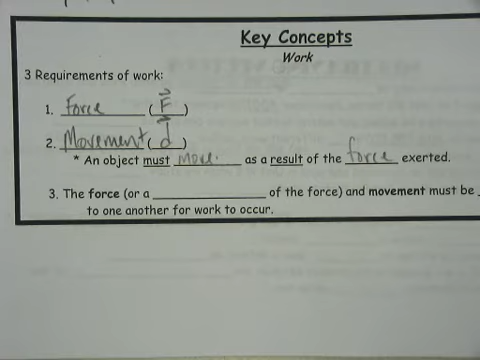 Key Concepts
Work
3 Requirements of work:
1. Force (F)
2. Movement (d)
* An object must move as a result of the force exerted.
3. The force (or a ____ of the force) and movement must be
to one another for work to occur.